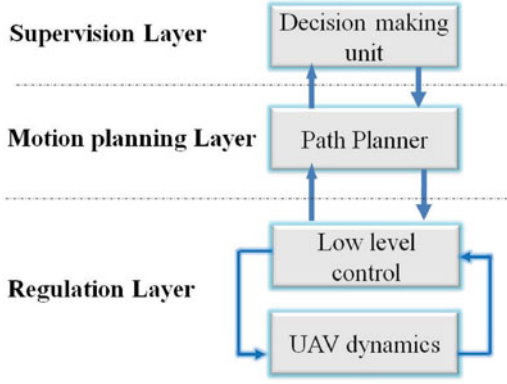 Supervision Layer
Decision making
unit
Motion planning Layer
Path Planner
Regulation Layer
Low level
control
UAV dynamics